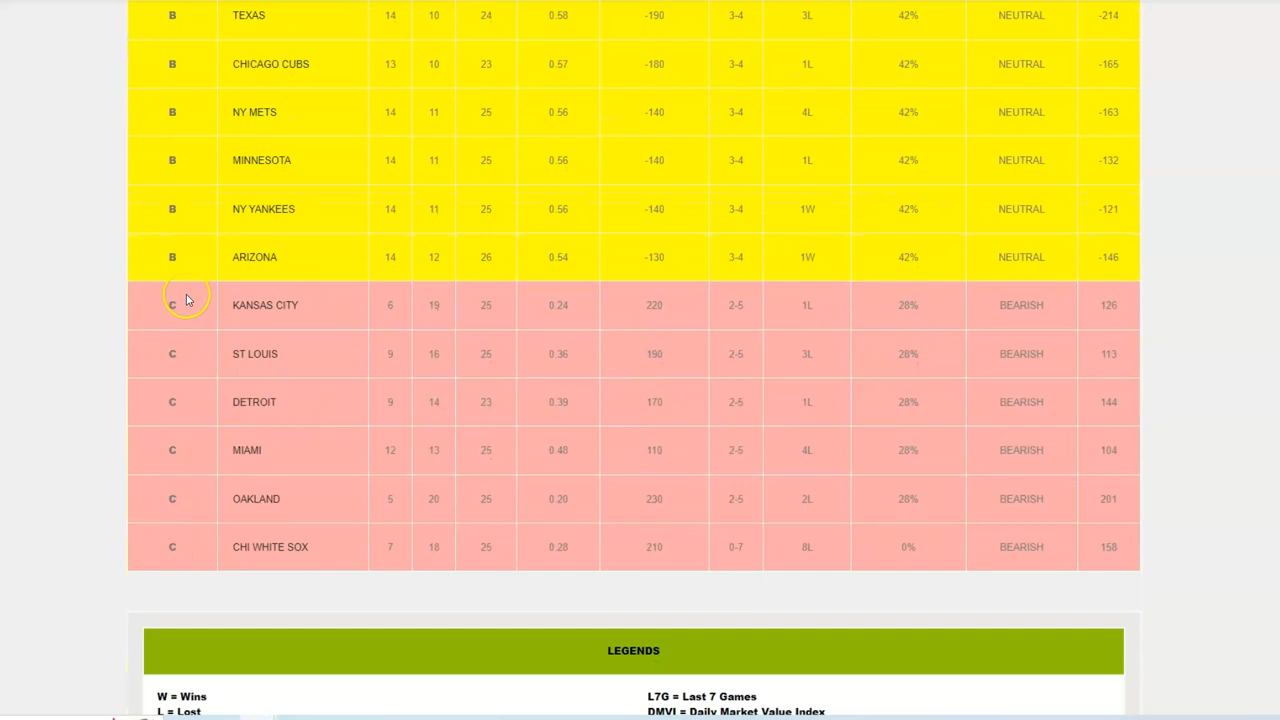 B TEXAS 14 10 24 0.58 -190 3-4 3L 42% NEUTRAL -214
B CHICAGO CUBS 13 10 23 0.57 -180 3-4 1L 42% NEUTRAL -165
B NY METS 14 11 25 0.56 -140 3-4 4L 42% NEUTRAL -163
B MINNESOTA 14 11 25 0.56 -140 3-4 1L 42% NEUTRAL -132
B NY YANKEES 14 11 25 0.56 -140 3-4 1W 42% NEUTRAL -121
B ARIZONA 14 12 26 0.54 -130 3-4 1W 42% NEUTRAL -146
C KANSAS CITY 6 19 25 0.24 220 2-5 1L 28% BEARISH 126
C ST LOUIS 9 16 25 0.36 190 2-5 3L 28% BEARISH 113
C DETROIT 9 14 23 0.39 170 2-5 1L 28% BEARISH 144
C MIAMI 12 13 25 0.48 110 2-5 4L 28% BEARISH 104
C OAKLAND 5 20 25 0.20 230 2-5 2L 28% BEARISH 201
C CHI WHITE SOX 7 18 25 0.28 210 0-7 8L 0% BEARISH 158
LEGENDS
W = Wins L7G = Last 7 Games
L = Lost DMVI = Daily Market Value Index